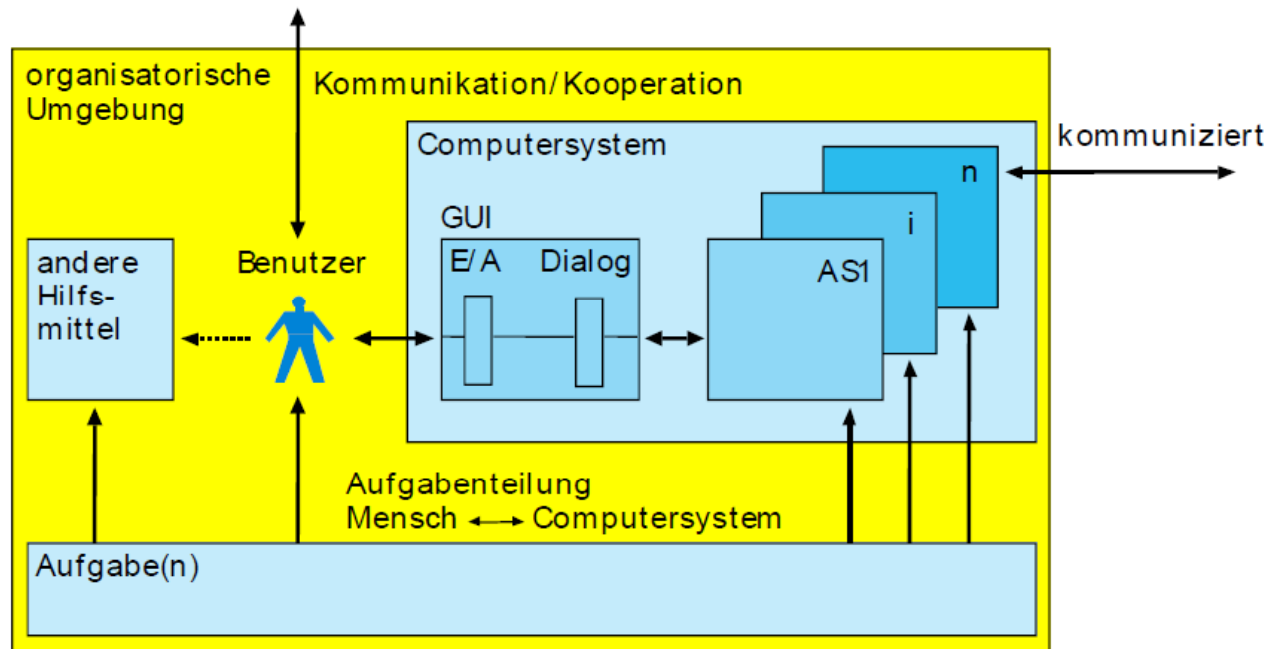 organisatorische
Umgebung
Kommunikation/Kooperation
Computersystem
kommuniziert
n
i
AS1
GUI
E/A Dialog
andere
Hilfs-
mittel
Benutzer
Aufgabenteilung
Mensch Computersystem
Aufgabe(n)